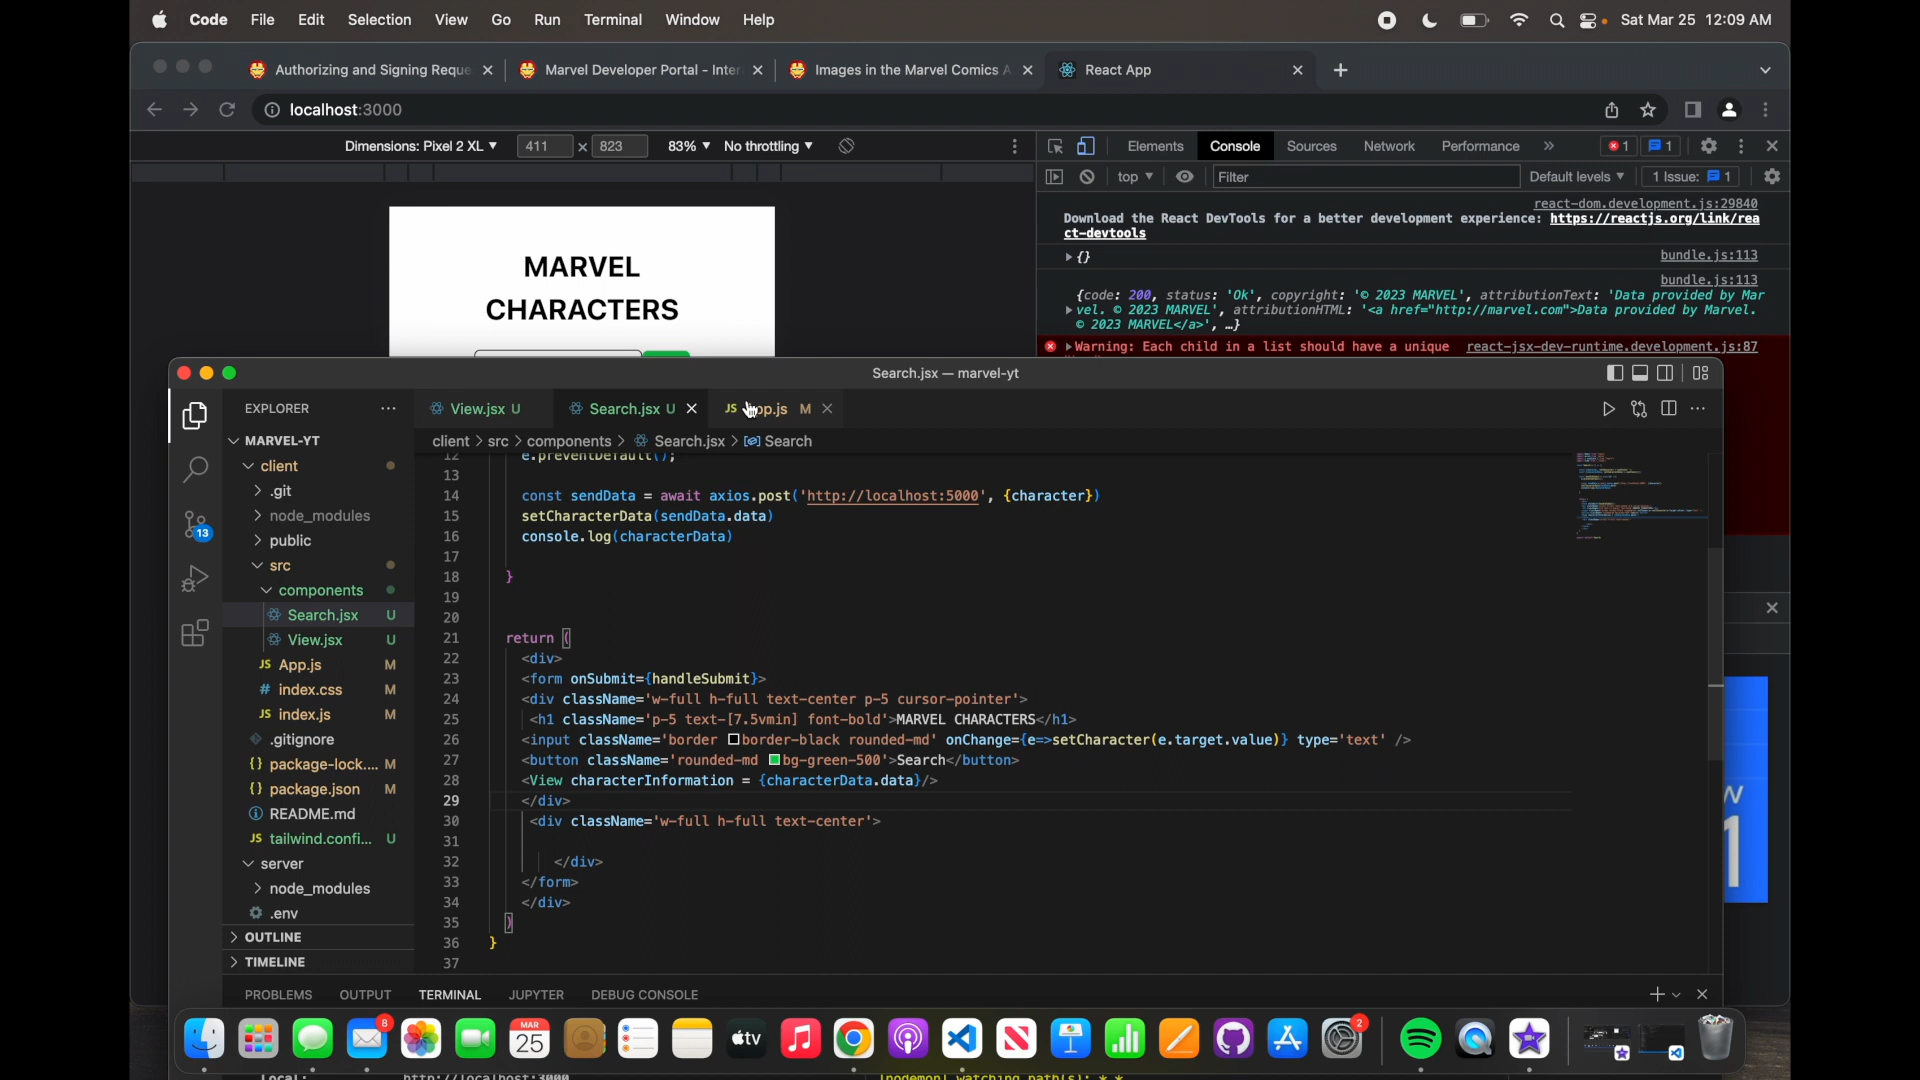 Code File Edit Selection View Go Run Terminal Window Help Sat Mar 25 12:09 AM
Authorizing and Signing Reque Marvel Developer Portal - Inter Images in the Marvel Comics A React App
localhost:3000
Dimensions: Pixel 2 XL 411 × 823 83% No throttling Elements Console Sources Network Performance » 1 1
top Filter Default levels 1 Issue: 1
react-dom.development.js:29840
Download the React DevTools for a better development experience: https://reactjs.org/link/rea
ct-devtools
{} bundle.js:113
bundle.js:113
{code: 200, status: 'Ok', copyright: '© 2023 MARVEL', attributionText: 'Data provided by Mar
vel. © 2023 MARVEL', attributionHTML: '<a href="http://marvel.com">Data provided by Marvel.
© 2023 MARVEL</a>', …}
Warning: Each child in a list should have a unique react-jsx-dev-runtime.development.js:87
MARVEL
CHARACTERS
Search.jsx — marvel-yt
EXPLORER
View.jsx U Search.jsx U JS M
client > src > components > Search.jsx > Search
MARVEL-YT
client
.git
node_modules
public
src
components
Search.jsx U
View.jsx U
JS App.js M
# index.css M
JS index.js M
.gitignore
{} package-lock.... M
{} package.json M
README.md
JS tailwind.confi... U
server
node_modules
.env
OUTLINE
TIMELINE
13
12 e.preventDefault();
13
14 const sendData = await axios.post('http://localhost:5000', {character})
15 setCharacterData(sendData.data)
16 console.log(characterData)
17
18 }
19
20
21 return (
22 <div>
23 <form onSubmit={handleSubmit}>
24 <div className='w-full h-full text-center p-5 cursor-pointer'>
25 <h1 className='p-5 text-[7.5vmin] font-bold'>MARVEL CHARACTERS</h1>
26 <input className='border border-black rounded-md' onChange={e=>setCharacter(e.target.value)} type='text' />
27 <button className='rounded-md bg-green-500'>Search</button>
28 <View characterInformation = {characterData.data}/>
29 </div>
30 <div className='w-full h-full text-center'>
31
32 </div>
33 </form>
34 </div>
35 )
36 }
37
PROBLEMS OUTPUT TERMINAL JUPYTER DEBUG CONSOLE
8
MAR
25
tv
2